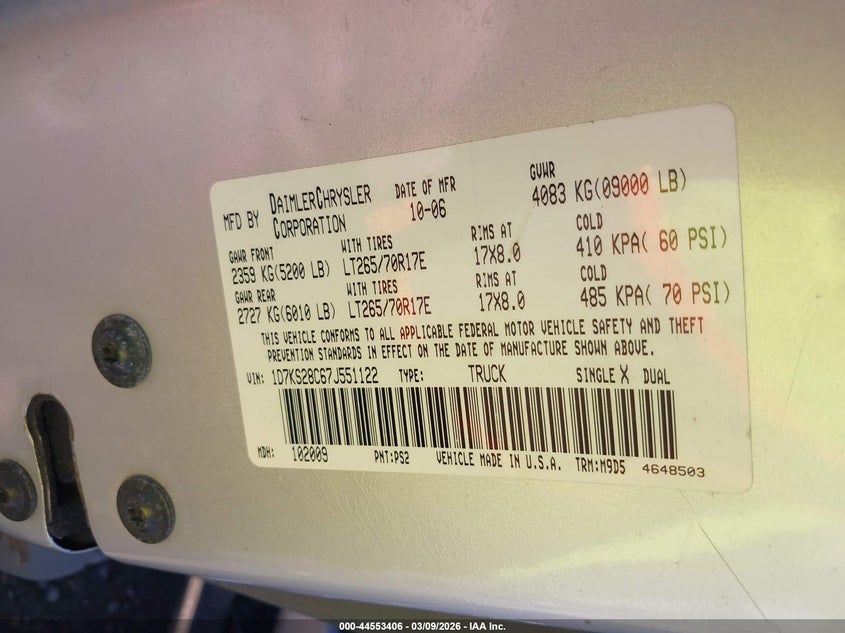 MFD BY DAIMLERCHRYSLER CORPORATION DATE OF MFR 10-06 GVWR 4083 KG(09000 LB)
GAWR FRONT WITH TIRES RIMS AT COLD
2359 KG(5200 LB) LT265/70R17E 17X8.0 410 KPA( 60 PSI)
GAWR REAR WITH TIRES RIMS AT COLD
2727 KG(6010 LB) LT265/70R17E 17X8.0 485 KPA( 70 PSI)
THIS VEHICLE CONFORMS TO ALL APPLICABLE FEDERAL MOTOR VEHICLE SAFETY AND THEFT
PREVENTION STANDARDS IN EFFECT ON THE DATE OF MANUFACTURE SHOWN ABOVE.
VIN: 1D7KS28C67J551122 TYPE: TRUCK SINGLE X DUAL
MDH: 102009 PNT:PS2 VEHICLE MADE IN U.S.A. TRM:M9D5 4648503
000-44553406 - 03/09/2026 - IAA Inc.